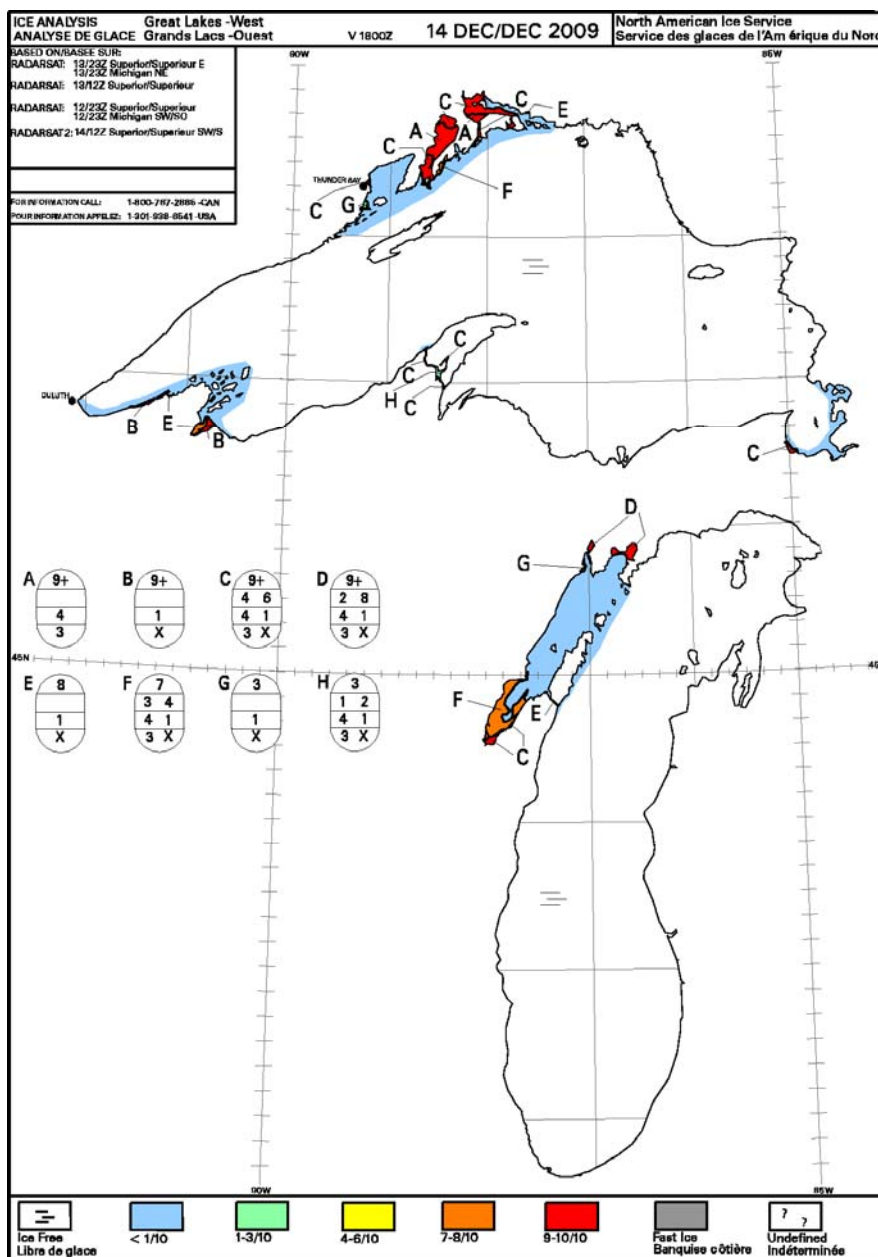 ICE ANALYSIS Great Lakes -West
ANALYSE DE GLACE Grands Lacs -Ouest
V 1800Z
14 DEC/DEC 2009
North American Ice Service
Service des glaces de l'Am érique du Nord
BASED ON/BASEE SUR:
RADARSAT: 13/23Z Superior/Superieur E
13/23Z Michigan NE
RADARSAT: 13/12Z Superior/Superieur
RADARSAT: 12/23Z Superior/Superieur
12/23Z Michigan SW/SO
RADARSAT2: 14/12Z Superior/Superieur SW/S
FOR INFORMATION CALL: 1-800-767-2885 -CAN
POUR INFORMATION APPELEZ: 1-301-938-8541 -USA
90W
85W
C
C
E
A
A
C
THUNDER BAY
F
C
G
C
C
DULUTH
H
C
B
E
B
C
D
G
A 9+
4
3
B 9+
1
X
C 9+
4 6
4 1
3 X
D 9+
2 8
4 1
3 X
45N
E 8
1
X
F 7
3 4
4 1
3 X
G 3
1
X
H 3
1 2
4 1
3 X
F
E
C
90W
85W
Ice Free
Libre de glace
< 1/10
1-3/10
4-6/10
7-8/10
9-10/10
Fast Ice
Banquise côtière
? ?
Undefined
Indéterminée